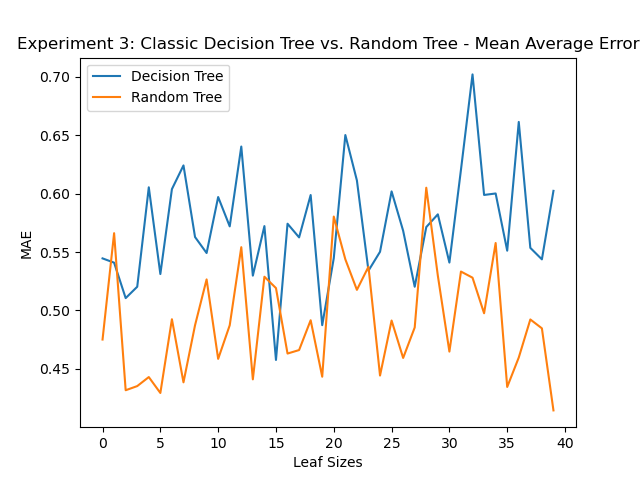 Experiment 3: Classic Decision Tree vs. Random Tree - Mean Average Error
Decision Tree
Random Tree
MAE
0.70
0.65
0.60
0.55
0.50
0.45
0 5 10 15 20 25 30 35 40
Leaf Sizes